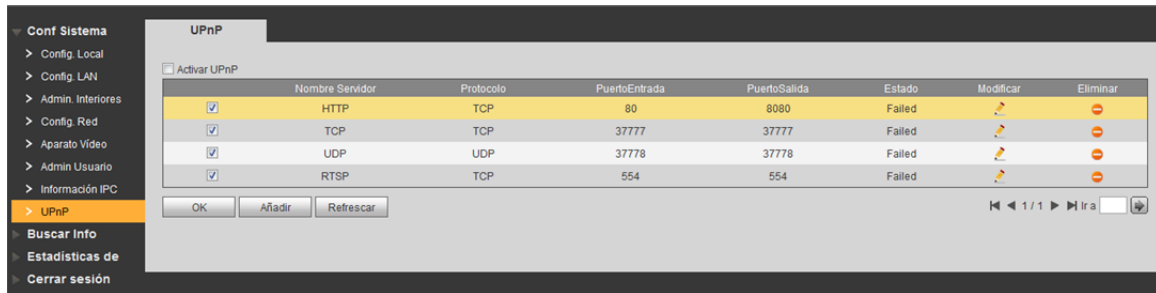 Conf Sistema
> Config. Local
> Config. LAN
> Admin. Interiores
> Config. Red
> Aparato Vídeo
> Admin Usuario
> Información IPC
> UPnP
Buscar Info
Estadísticas de
Cerrar sesión
UPnP
Activar UPnP
Nombre Servidor Protocolo PuertoEntrada PuertoSalida Estado Modificar Eliminar
HTTP TCP 80 8080 Failed
TCP TCP 37777 37777 Failed
UDP UDP 37778 37778 Failed
RTSP TCP 554 554 Failed
OK Añadir Refrescar 1 / 1 Ir a